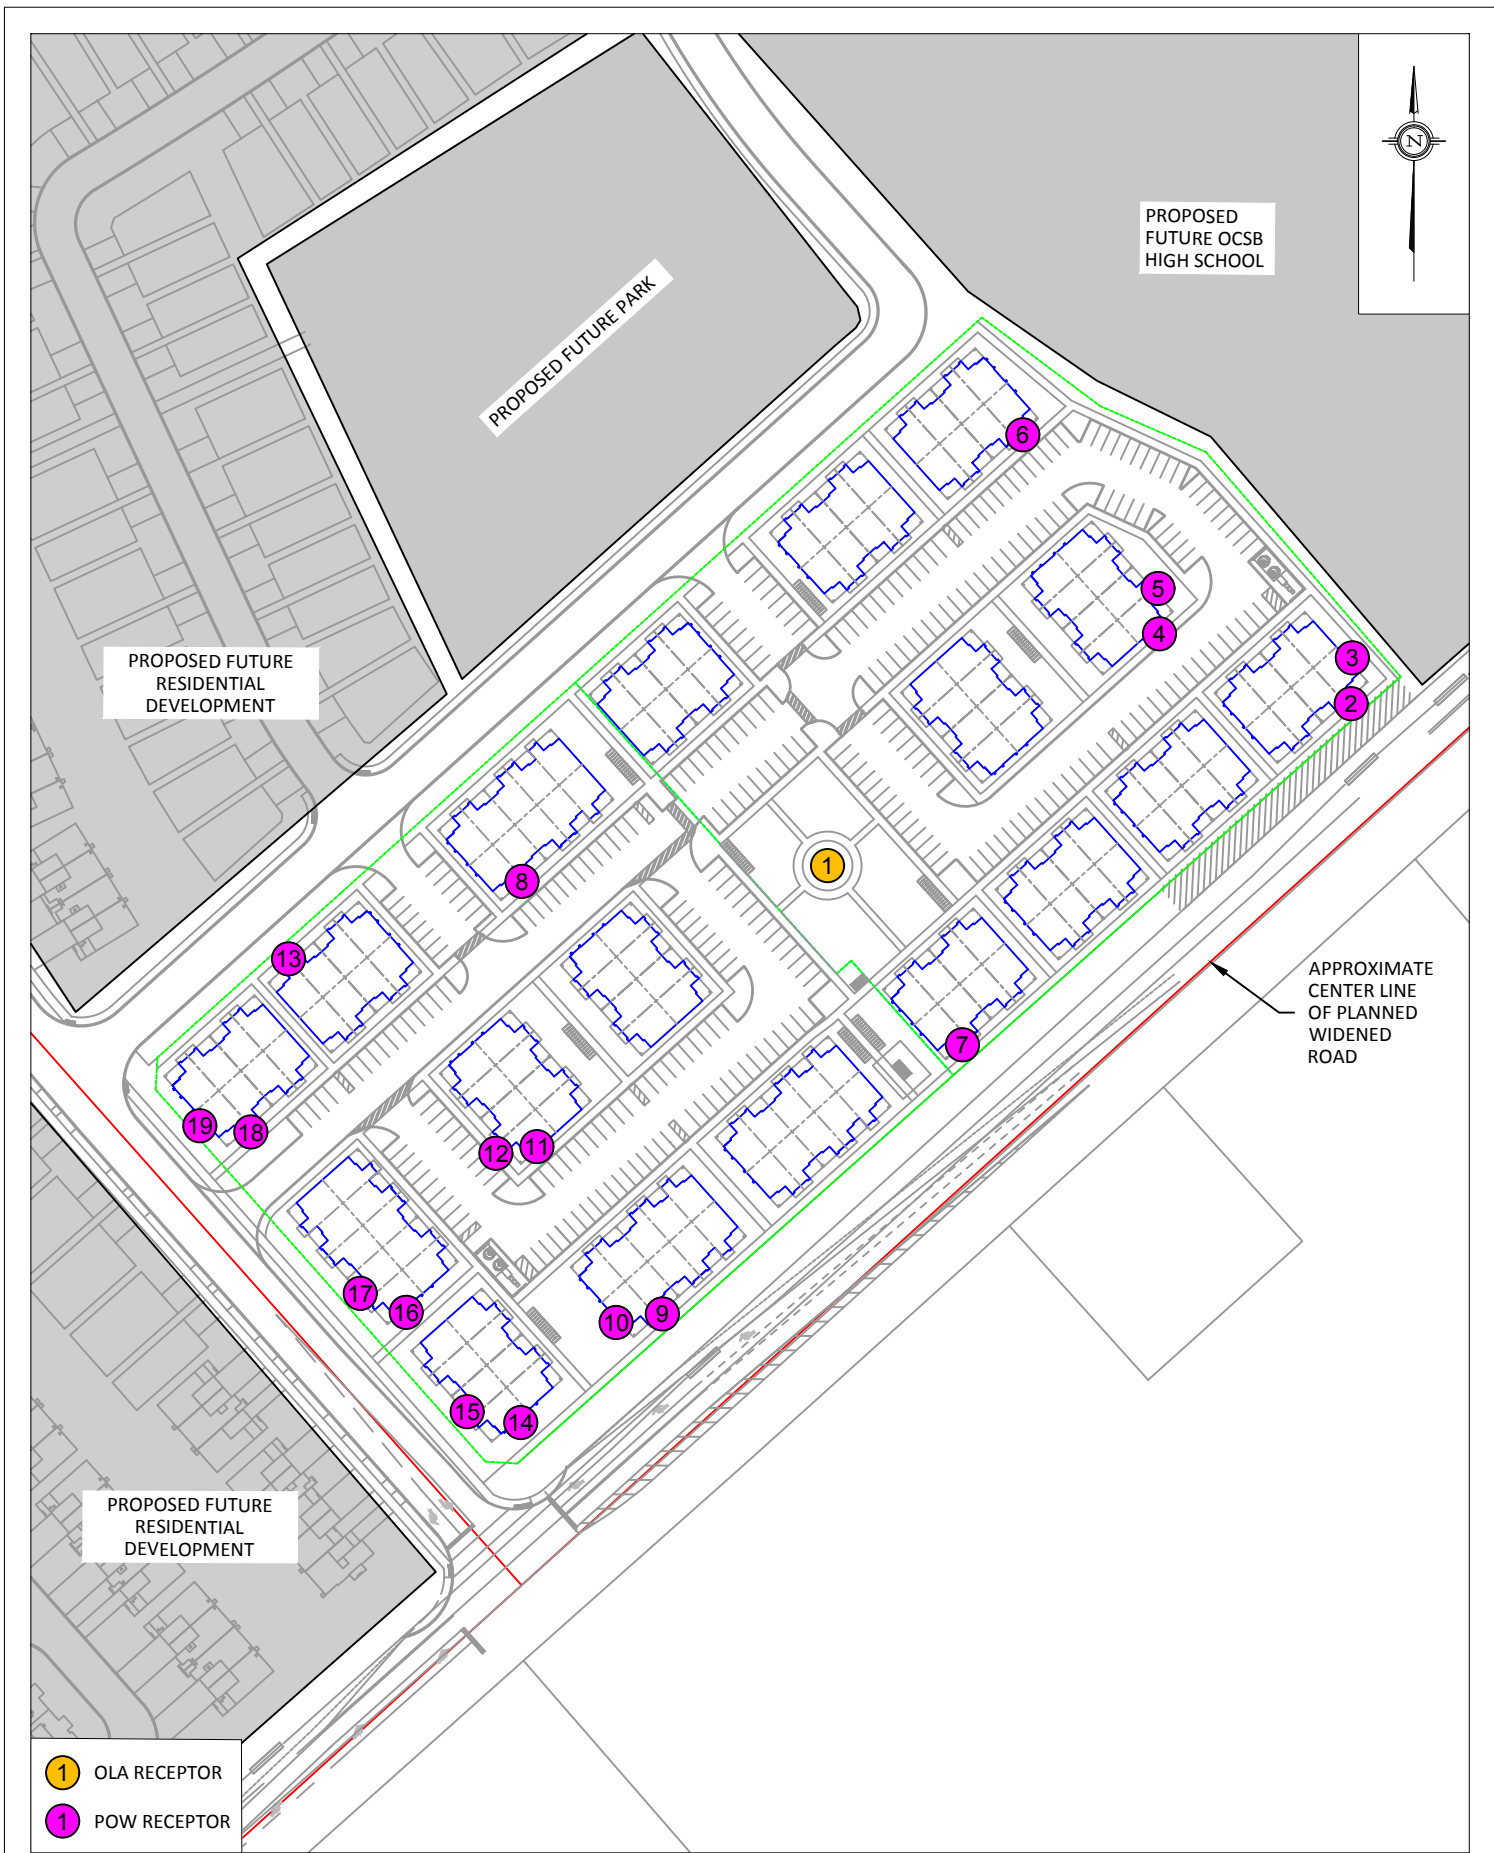 N
PROPOSED
FUTURE OCSB
HIGH SCHOOL
PROPOSED FUTURE PARK
6
5
4
3
2
PROPOSED FUTURE
RESIDENTIAL
DEVELOPMENT
1
8
13
7
APPROXIMATE
CENTER LINE
OF PLANNED
WIDENED
ROAD
19
18
12
11
17
16
10
9
15
14
PROPOSED FUTURE
RESIDENTIAL
DEVELOPMENT
1 OLA RECEPTOR
1 POW RECEPTOR